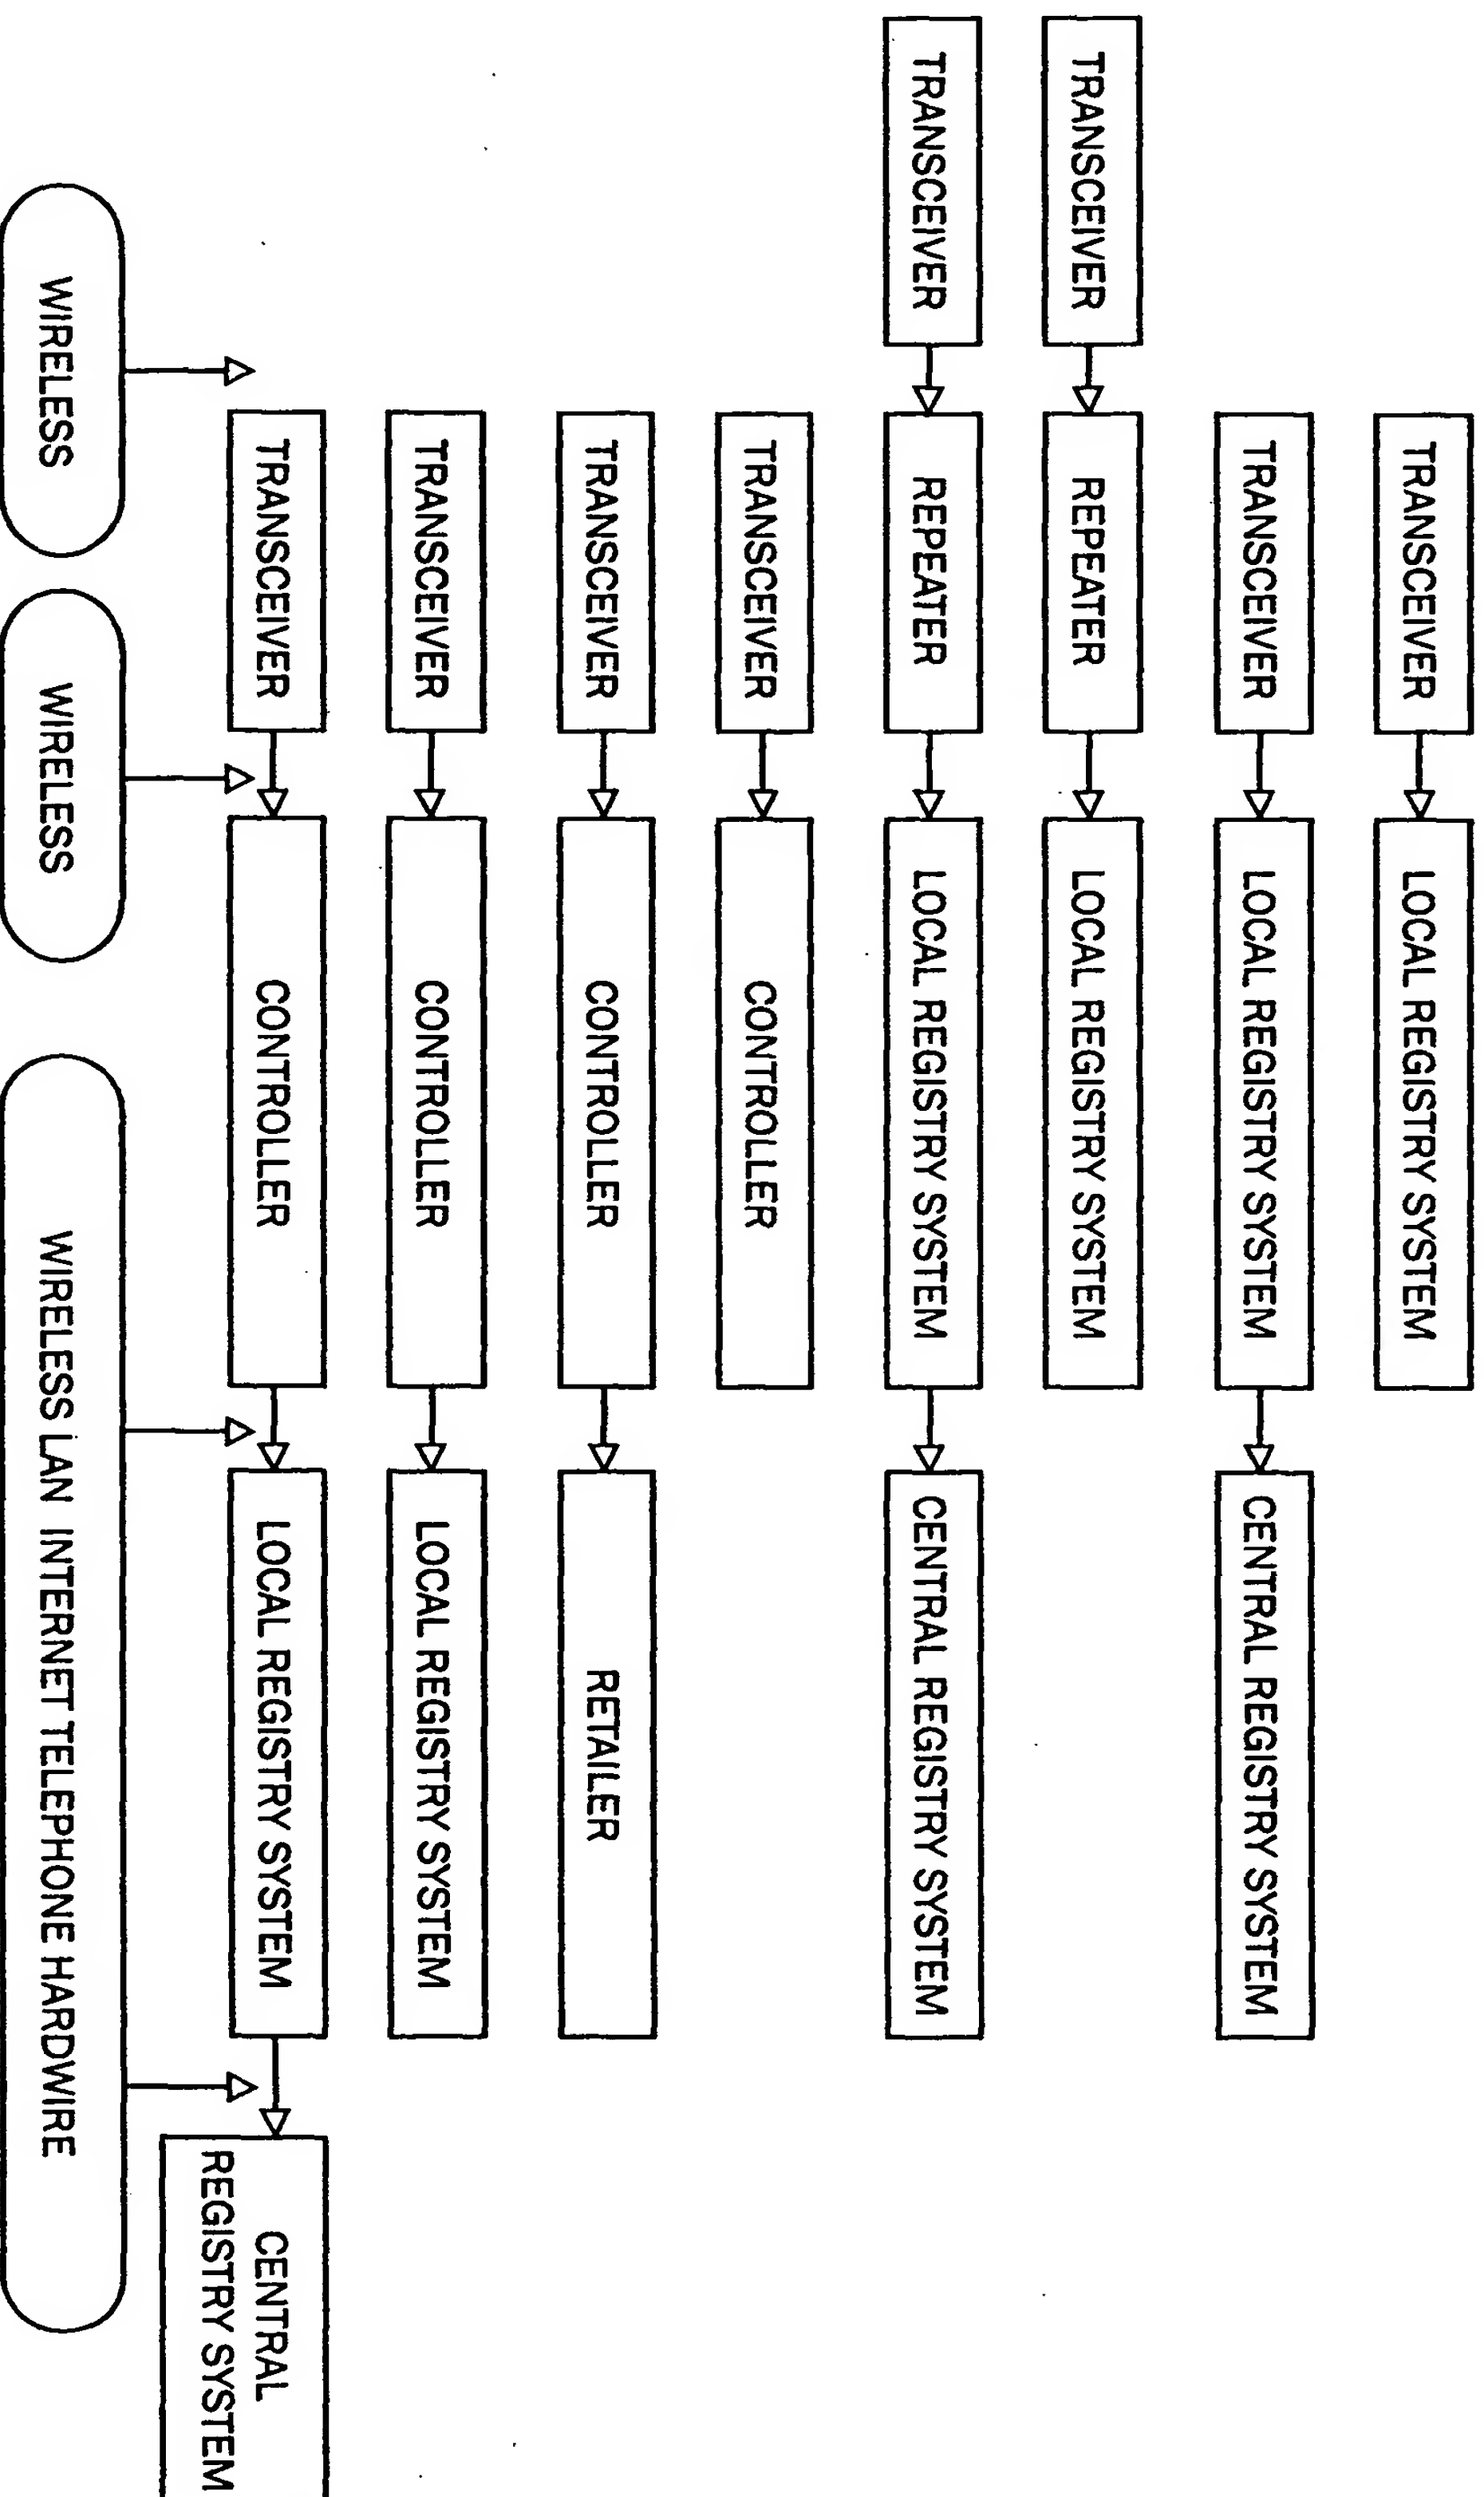 TRANSCEIVER
LOCAL REGISTRY SYSTEM
TRANSCEIVER
LOCAL REGISTRY SYSTEM
CENTRAL REGISTRY SYSTEM
TRANSCEIVER
REPEATER
LOCAL REGISTRY SYSTEM
TRANSCEIVER
REPEATER
LOCAL REGISTRY SYSTEM
CENTRAL REGISTRY SYSTEM
TRANSCEIVER
CONTROLLER
TRANSCEIVER
CONTROLLER
RETAILER
TRANSCEIVER
CONTROLLER
LOCAL REGISTRY SYSTEM
TRANSCEIVER
CONTROLLER
LOCAL REGISTRY SYSTEM
CENTRAL
REGISTRY SYSTEM
WIRELESS
WIRELESS
WIRELESS LAN INTERNET TELEPHONE HARDWIRE